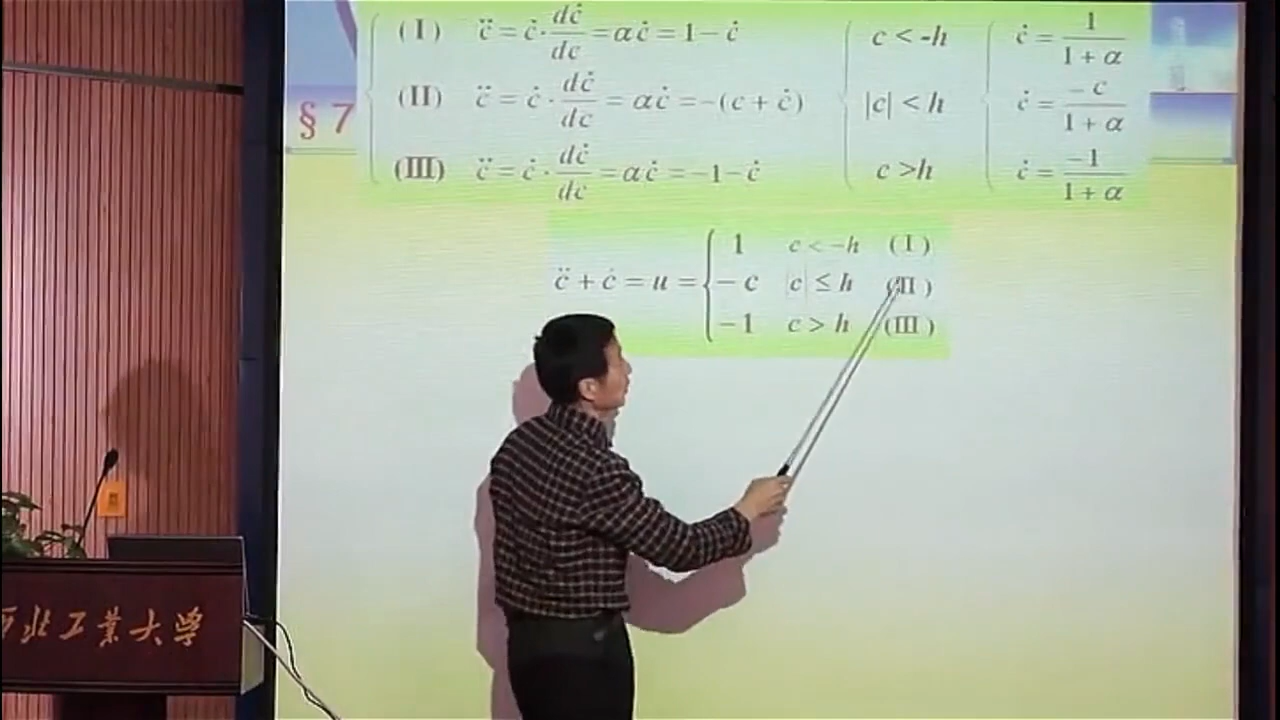 § 7
(I) c̈ = ċ · dċ/dc = αċ = 1 − ċ    c < -h    ċ = 1/(1 + α)
(II) c̈ = ċ · dċ/dc = αċ = −(c + ċ)    |c| < h    ċ = −c/(1 + α)
(III) c̈ = ċ · dċ/dc = αċ = −1 − ċ    c > h    ċ = −1/(1 + α)
1    c < −h    (I)
c̈ + ċ = u = { −c    |c| ≤ h    (II)
−1    c > h    (III)
西北工业大学